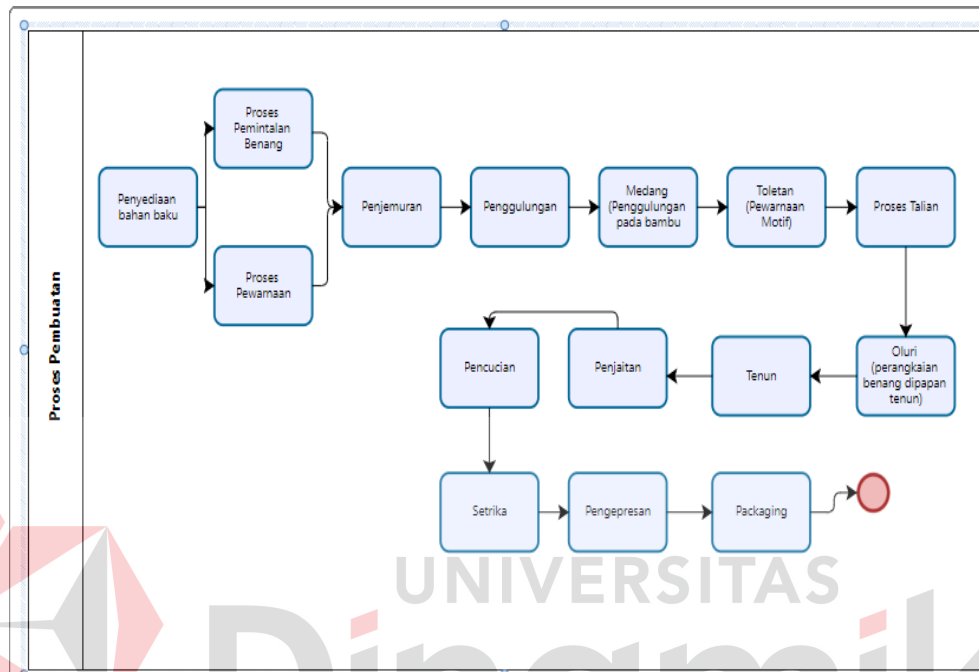 Proses Pembuatan
Penyediaan
bahan baku
Proses
Pemintalan
Benang
Proses
Pewarnaan
Penjemuran
Penggulungan
Medang
(Penggulungan
pada bambu
Toletan
(Pewarnaan
Motif)
Proses Talian
Oluri
(perangkaian
benang dipapan
tenun)
Tenun
Penjaitan
Pencucian
Setrika
Pengepresan
Packaging
UNIVERSITAS